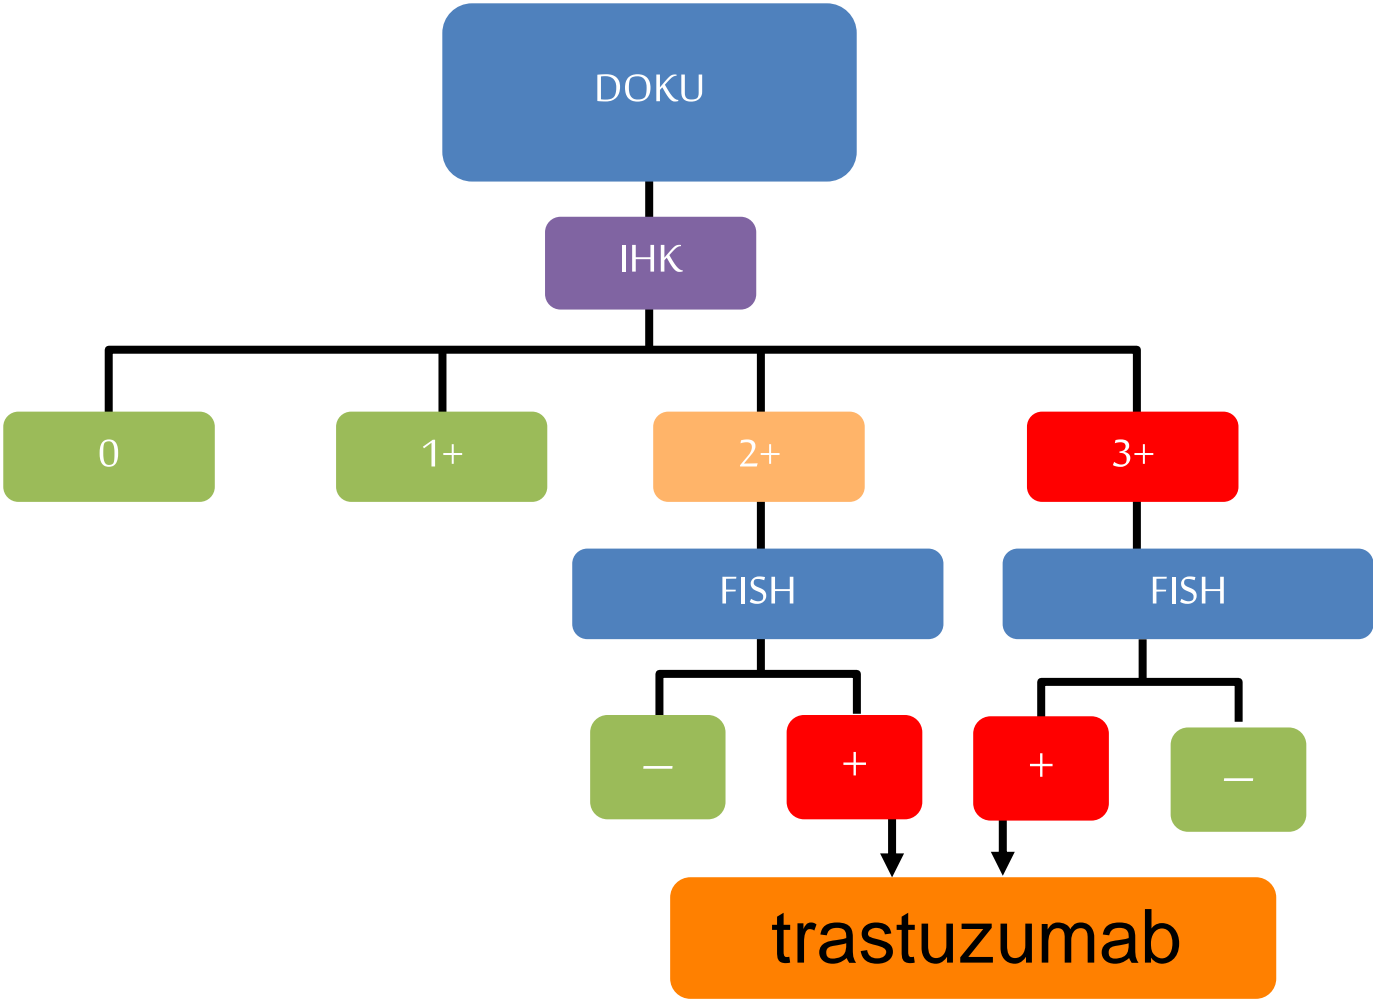 DOKU
IHK
0
1+
2+
3+
FISH
FISH
–
+
+
–
trastuzumab